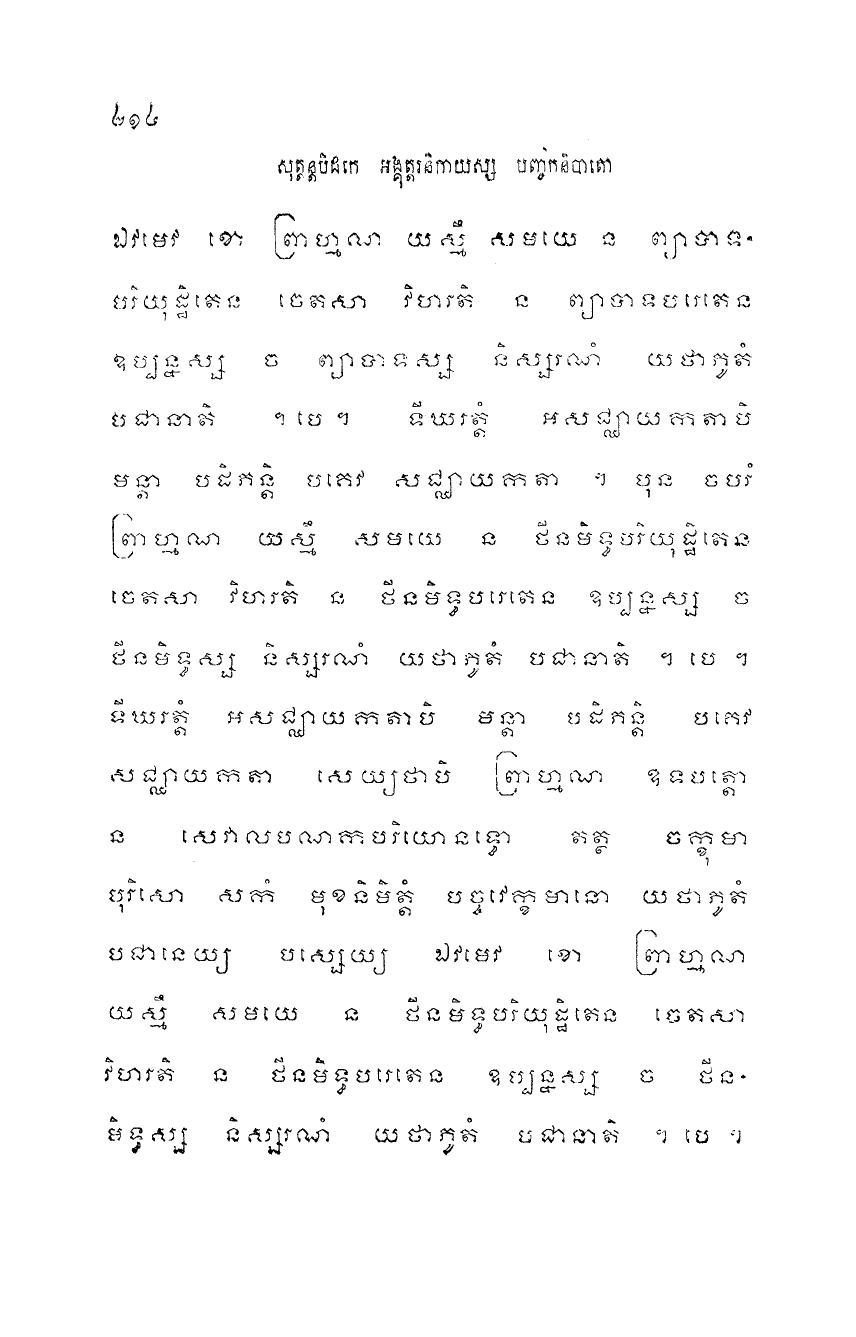 ៤១៤
សុត្តន្តបិដកេ អង្គុត្តរនិកាយស្ស បញ្ចកនិបាតោ
ឯវមេវ ខោ ព្រាហ្មណ យស្មឹ សមយេ ន ព្យាបាទ-
បរិយុដ្ឋិតេន ចេតសា វិហរតិ ន ព្យាបាទបរេតេន
ឧប្បន្នស្ស ច ព្យាបាទស្ស និស្សរណំ យថាភូតំ
បជានាតិ ។ បេ ។ ទីឃរត្តំ អសជ្ឈាយកតាបិ
មន្តា បដិភន្តិ បគេវ សជ្ឈាយកតា ។ បុន ចបរំ
ព្រាហ្មណ យស្មឹ សមយេ ន ថីនមិទ្ធបរិយុដ្ឋិតេន
ចេតសា វិហរតិ ន ថីនមិទ្ធបរេតេន ឧប្បន្នស្ស ច
ថីនមិទ្ធស្ស និស្សរណំ យថាភូតំ បជានាតិ ។ បេ ។
ទីឃរត្តំ អសជ្ឈាយកតាបិ មន្តា បដិភន្តិ បគេវ
សជ្ឈាយកតា សេយ្យថាបិ ព្រាហ្មណ ឧទបត្តោ
ន សេវាលបណកបរិយោនទ្ធោ តត្ថ ចក្ខុមា
បុរិសោ សកំ មុខនិមិត្តំ បច្ចវេក្ខមានោ យថាភូតំ
បជានេយ្យ បស្សេយ្យ ឯវមេវ ខោ ព្រាហ្មណ
យស្មឹ សមយេ ន ថីនមិទ្ធបរិយុដ្ឋិតេន ចេតសា
វិហរតិ ន ថីនមិទ្ធបរេតេន ឧប្បន្នស្ស ច ថីន-
មិទ្ធស្ស និស្សរណំ យថាភូតំ បជានាតិ ។ បេ ។